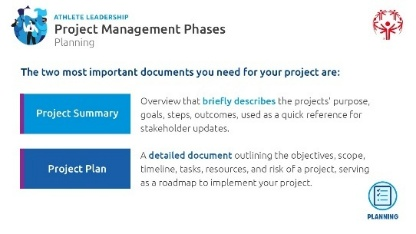 ATHLETE LEADERSHIP
Project Management Phases
Planning
The two most important documents you need for your project are:
Project Summary
Overview that briefly describes the projects' purpose,
goals, steps, outcomes, used as a quick reference for
stakeholder updates.
Project Plan
A detailed document outlining the objectives, scope,
timeline, tasks, resources, and risk of a project, serving
as a roadmap to implement your project.
PLANNING